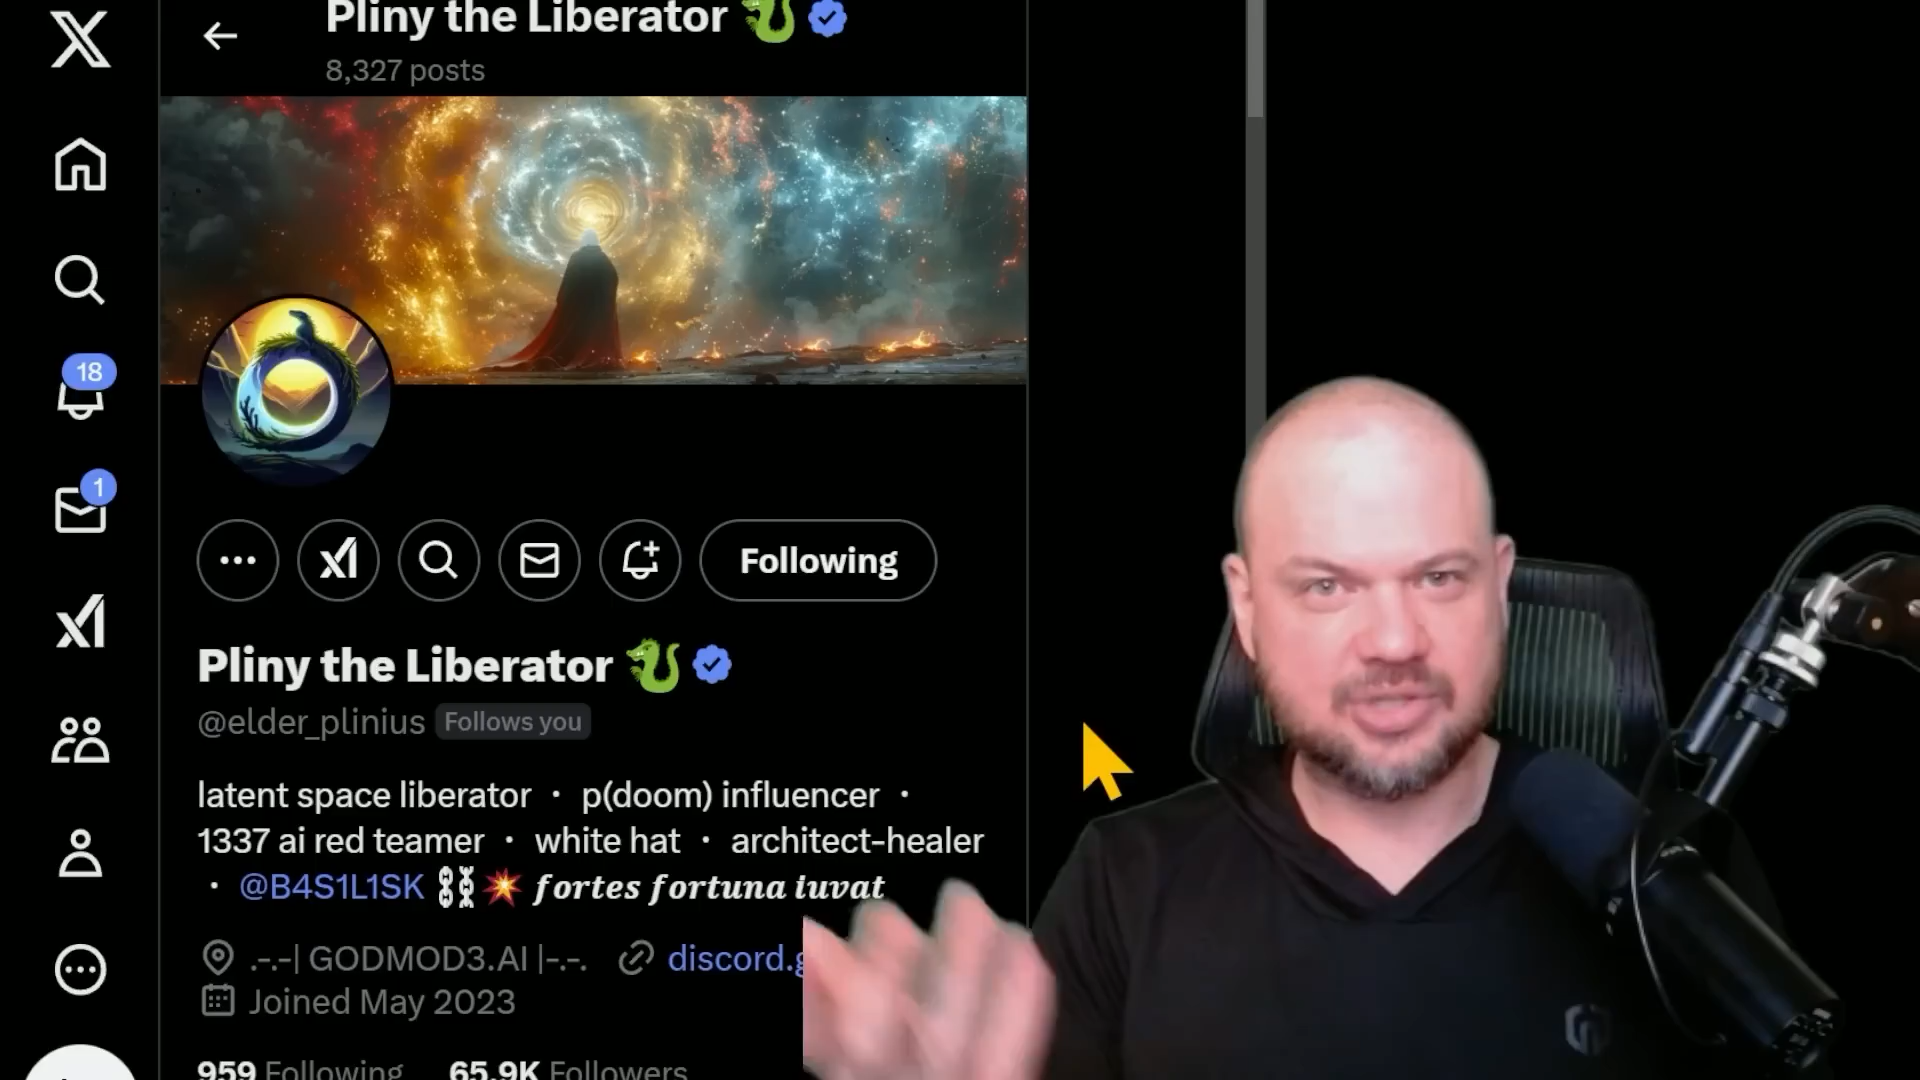 Pliny the Liberator
8,327 posts
18
1
Following
Pliny the Liberator
@elder_plinius Follows you
latent space liberator · p(doom) influencer ·
1337 ai red teamer · white hat · architect-healer
· @B4S1L1SK ⛓️💥 fortes fortuna iuvat
.-.-| GODMOD3.AI |-.-. discord.g
Joined May 2023
959 Following 65.9K Followers